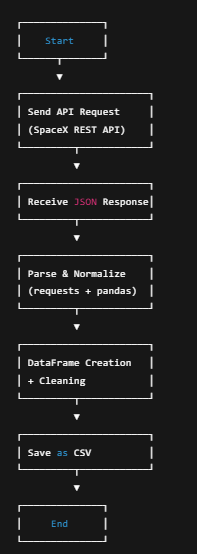 Start
Send API Request
(SpaceX REST API)
Receive JSON Response
Parse & Normalize
(requests + pandas)
DataFrame Creation
+ Cleaning
Save as CSV
End